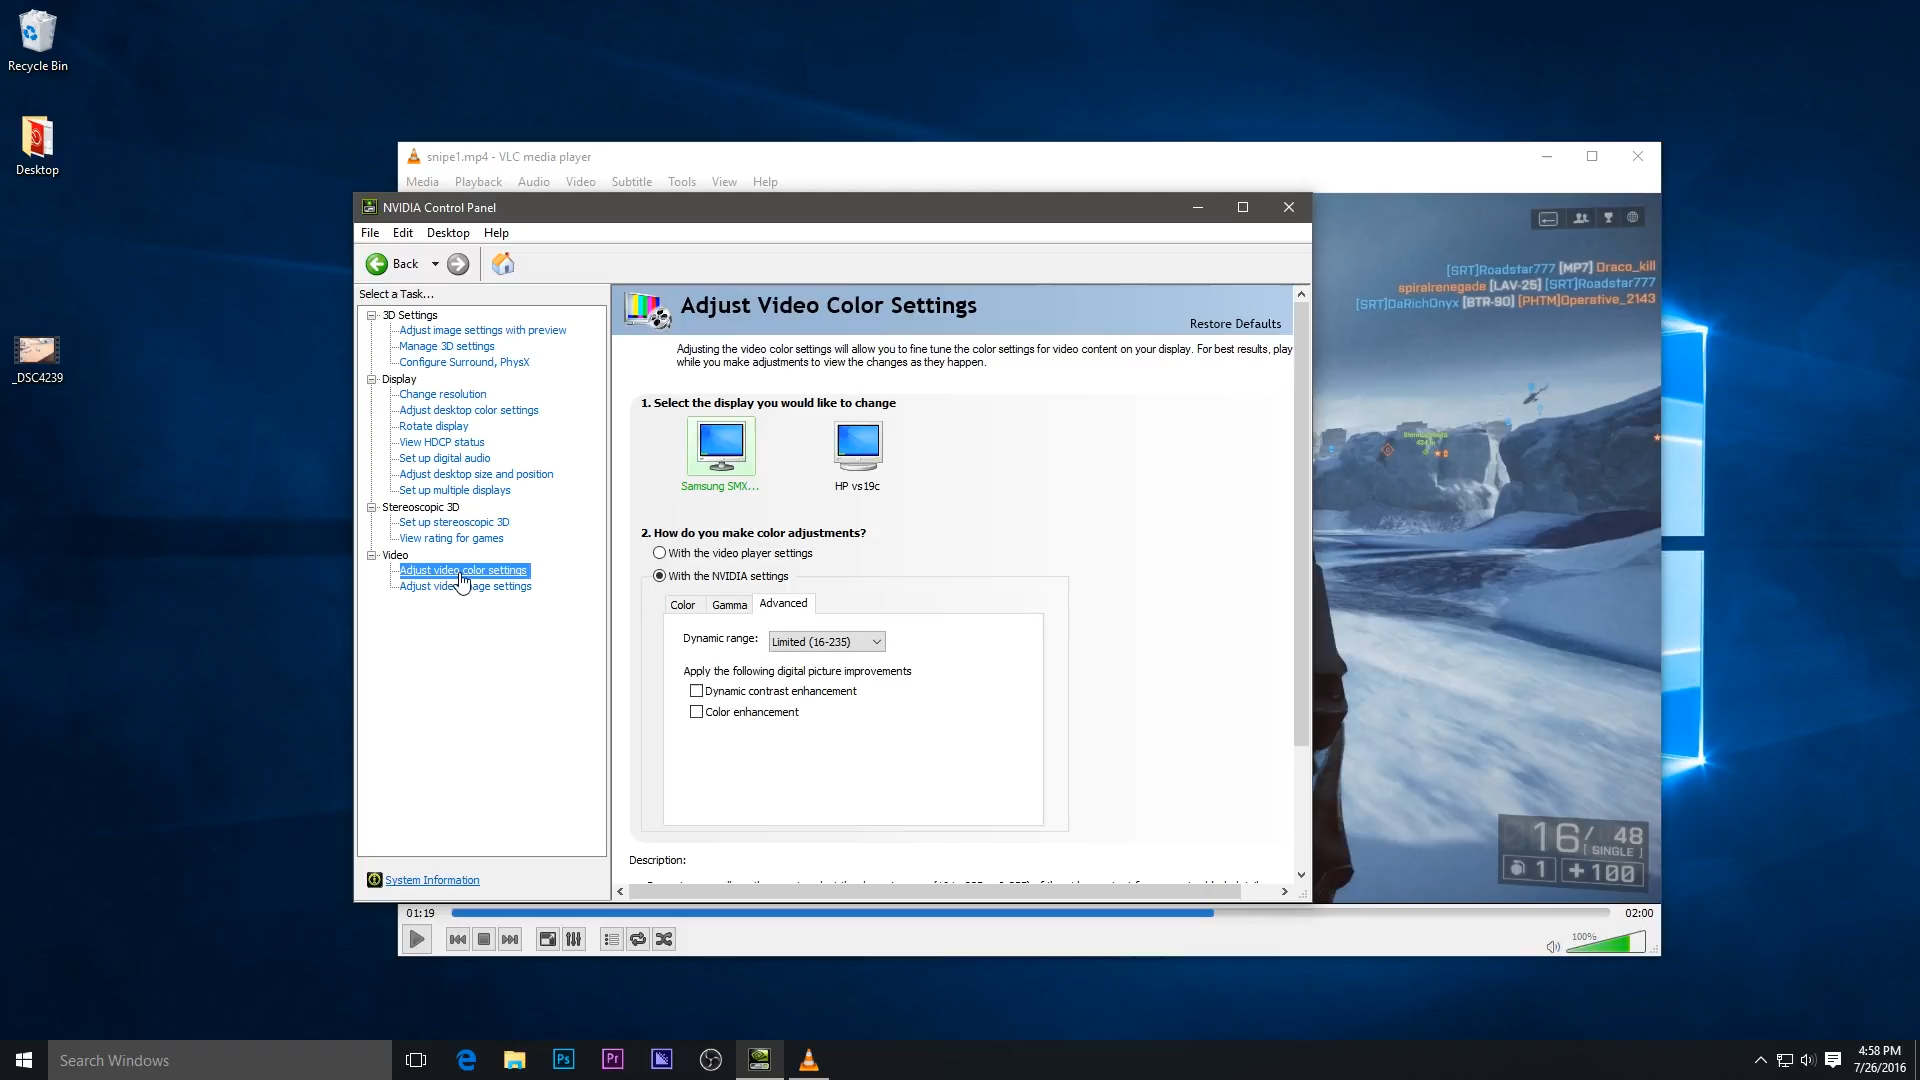 Recycle Bin
Desktop
_DSC4239
snipe1.mp4 - VLC media player
Media Playback Audio Video Subtitle Tools View Help
NVIDIA Control Panel
File Edit Desktop Help
Back
Select a Task...
3D Settings
Adjust image settings with preview
Manage 3D settings
Configure Surround, PhysX
Display
Change resolution
Adjust desktop color settings
Rotate display
View HDCP status
Set up digital audio
Adjust desktop size and position
Set up multiple displays
Stereoscopic 3D
Set up stereoscopic 3D
View rating for games
Video
Adjust video color settings
Adjust vide age settings
System Information
Adjust Video Color Settings
Restore Defaults
Adjusting the video color settings will allow you to fine tune the color settings for video content on your display. For best results, play
while you make adjustments to view the changes as they happen.
1. Select the display you would like to change
Samsung SMX...
HP vs19c
2. How do you make color adjustments?
With the video player settings
With the NVIDIA settings
Color Gamma Advanced
Dynamic range: Limited (16-235)
Apply the following digital picture improvements
Dynamic contrast enhancement
Color enhancement
Description:
[SRT]Roadstar777 [MP7] Draco_kill
spiralrenegade [LAV-25] [SRT]Roadstar777
[SRT]DaRichOnyx [BTR-90] [PHTM]Operative_2143
16/ 48
[ SINGLE ]
1
+100
01:19
02:00
100%
Search Windows
Ps
Pr
4:58 PM
7/26/2016